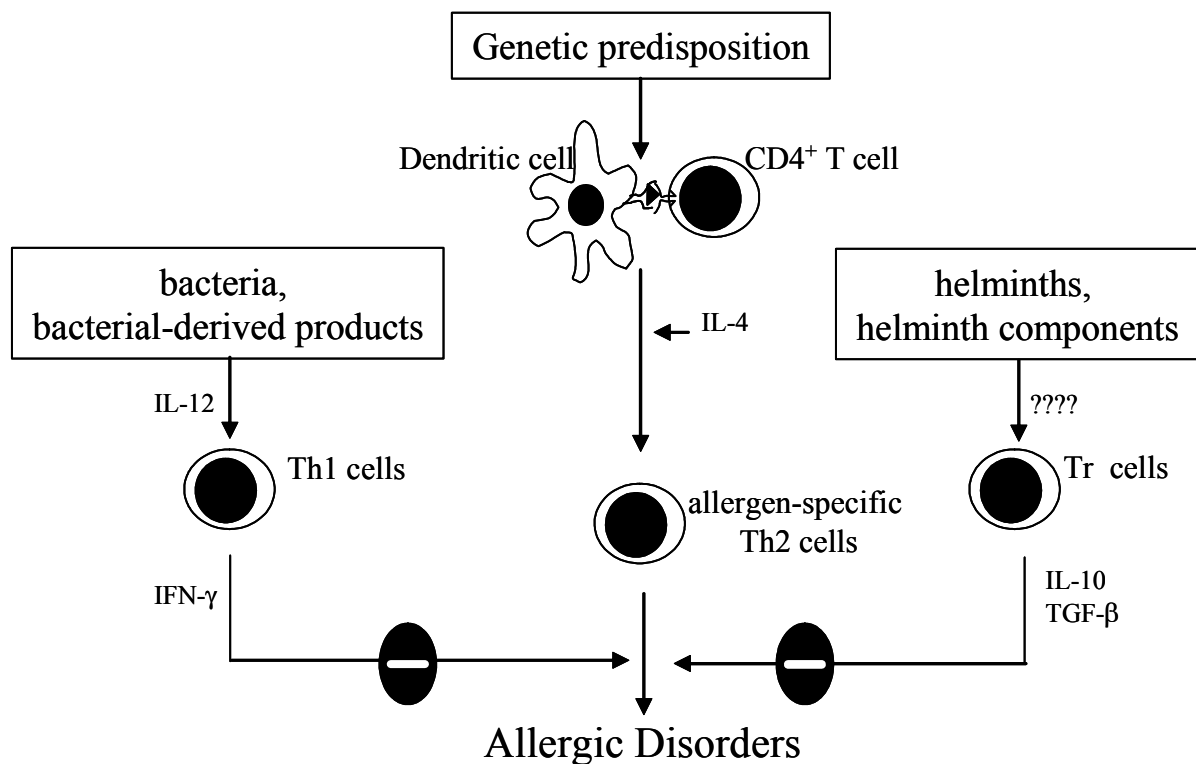 Genetic predisposition
Dendritic cell
CD4⁺ T cell
bacteria,
bacterial-derived products
helminths,
helminth components
IL-4
IL-12
????
Th1 cells
Tr cells
allergen-specific
Th2 cells
IFN-γ
IL-10
TGF-β
Allergic Disorders